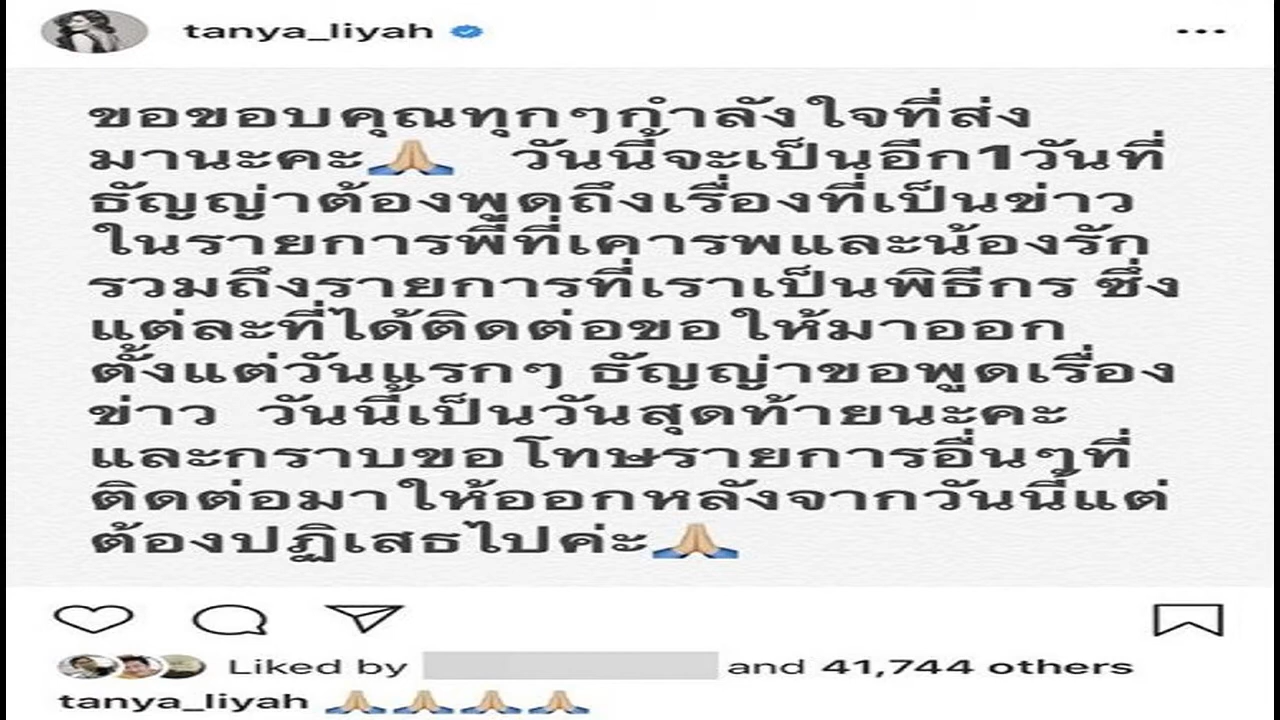 tanya_liyah
ขอขอบคุณทุกๆกำลังใจที่ส่ง
มานะคะ🙏🏼 วันนี้จะเป็นอีก1วันที่
ธัญญ่าต้องพูดถึงเรื่องที่เป็นข่าว
ในรายการพี่ที่เคารพและน้องรัก
รวมถึงรายการที่เราเป็นพิธีกร ซึ่ง
แต่ละที่ได้ติดต่อขอให้มาออก
ตั้งแต่วันแรกๆ ธัญญ่าขอพูดเรื่อง
ข่าว วันนี้เป็นวันสุดท้ายนะคะ
และกราบขอโทษรายการอื่นๆที่
ติดต่อมาให้ออกหลังจากวันนี้แต่
ต้องปฏิเสธไปค่ะ🙏🏼
Liked by and 41,744 others
tanya_liyah 🙏🏼🙏🏼🙏🏼🙏🏼